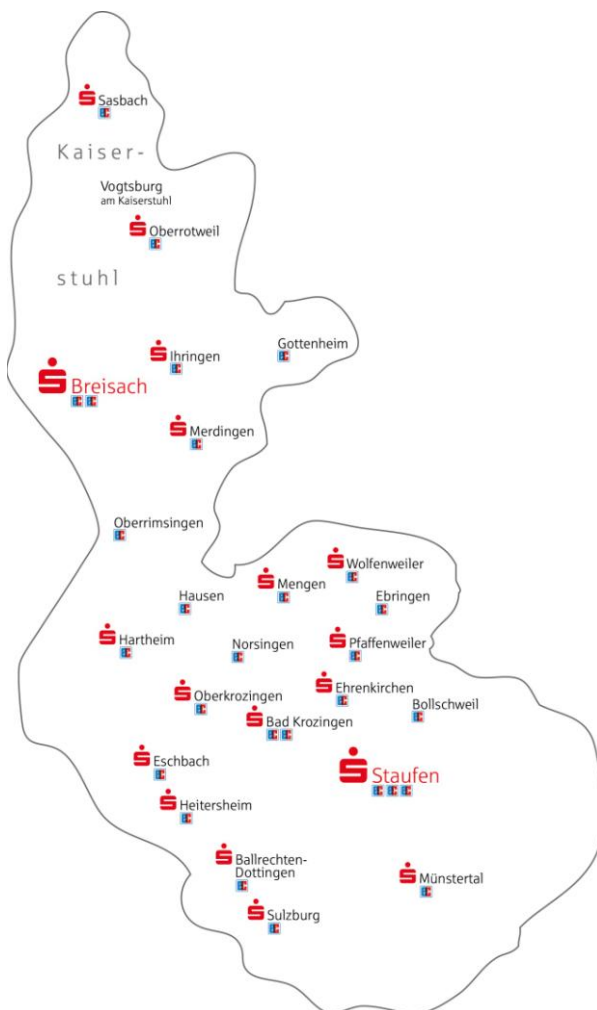 Sasbach
Kaiser-
Vogtsburg
am Kaiserstuhl
Oberrotweil
stuhl
Gottenheim
Ihringen
Breisach
Merdingen
Oberrimsingen
Wolfenweiler
Mengen
Hausen
Ebringen
Hartheim
Norsingen
Pfaffenweiler
Oberkrozingen
Ehrenkirchen
Bollschweil
Bad Krozingen
Eschbach
Staufen
Heitersheim
Ballrechten-
Dottingen
Münstertal
Sulzburg